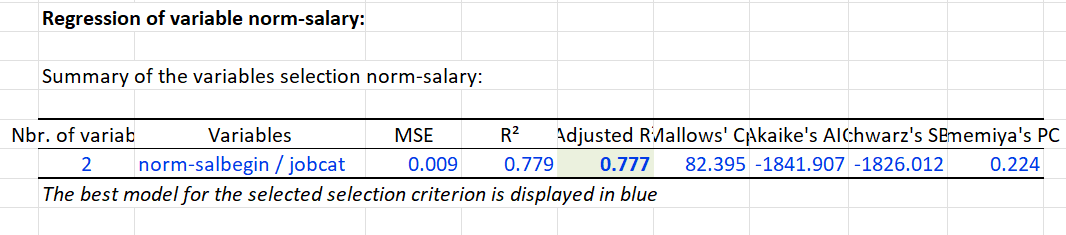 Regression of variable norm-salary:
Summary of the variables selection norm-salary:
Nbr. of variab Variables MSE R² Adjusted R² Mallows' C Akaike's AIC chwarz's SB memiya's PC
2 norm-salbegin / jobcat 0.009 0.779 0.777 82.395 -1841.907 -1826.012 0.224
The best model for the selected selection criterion is displayed in blue